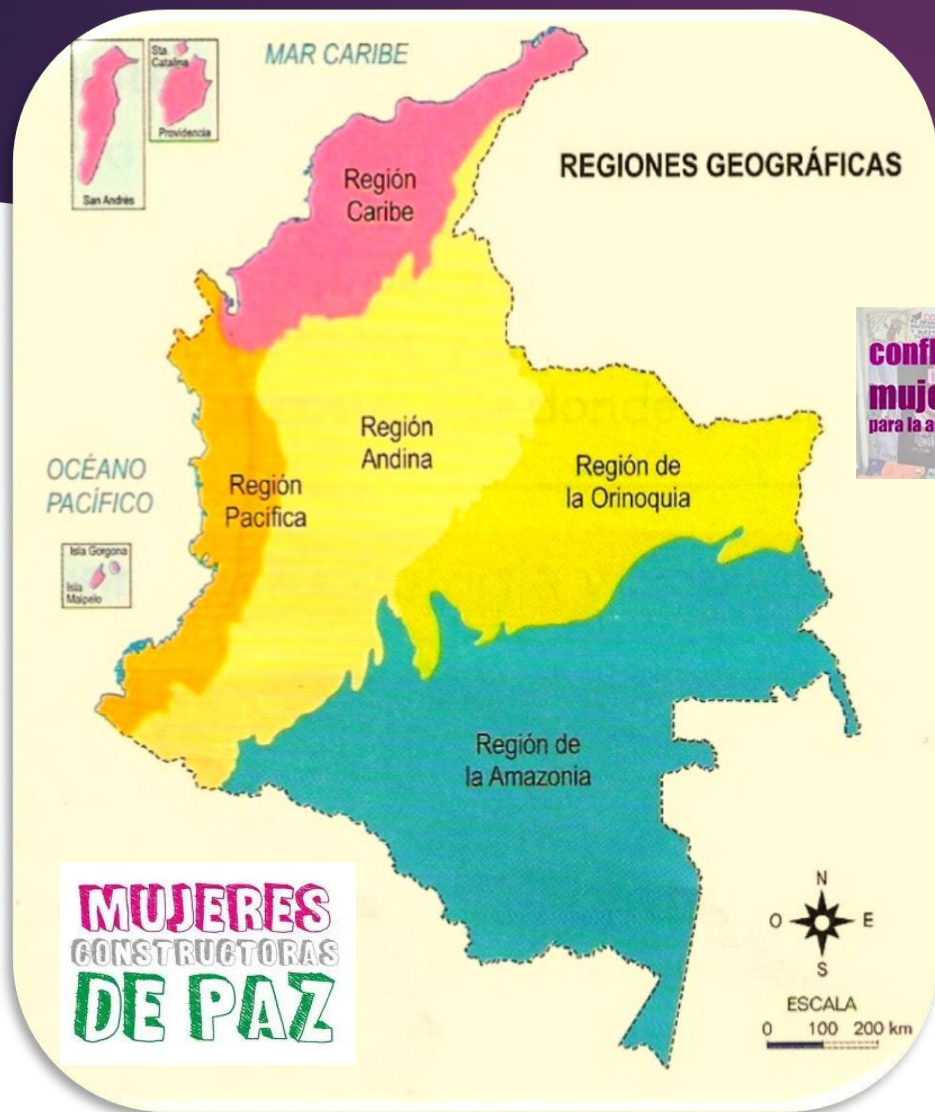 MAR CARIBE
Sta.
Catalina
Providencia
San Andrés
REGIONES GEOGRÁFICAS
Región
Caribe
Región
Andina
Región de
la Orinoquia
OCÉANO
PACÍFICO
Región
Pacífica
Isla Gorgona
Isla
Malpelo
Región de
la Amazonia
para la
MUJERES
CONSTRUCTORAS
DE PAZ
N
O
E
S
ESCALA
0 100 200 km